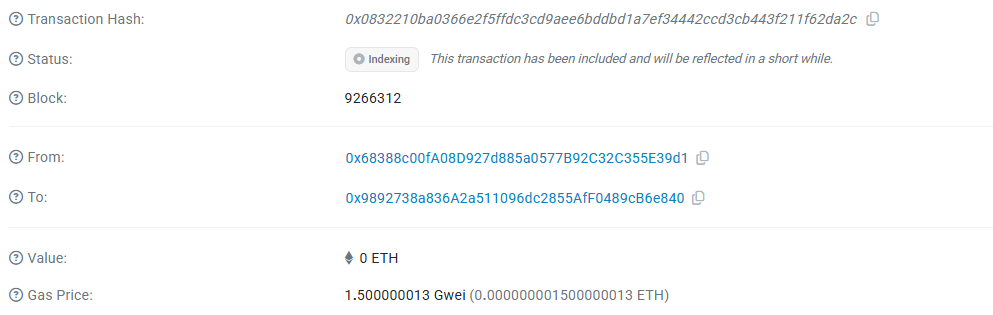 Transaction Hash: 0x0832210ba0366e2f5ffdc3cd9aee6bddbd1a7ef34442ccd3cb443f211f62da2c
Status: Indexing This transaction has been included and will be reflected in a short while.
Block: 9266312
From: 0x68388c00fA08D927d885a0577B92C32C355E39d1
To: 0x9892738a836A2a511096dc2855AfF0489cB6e840
Value: 0 ETH
Gas Price: 1.500000013 Gwei (0.000000001500000013 ETH)